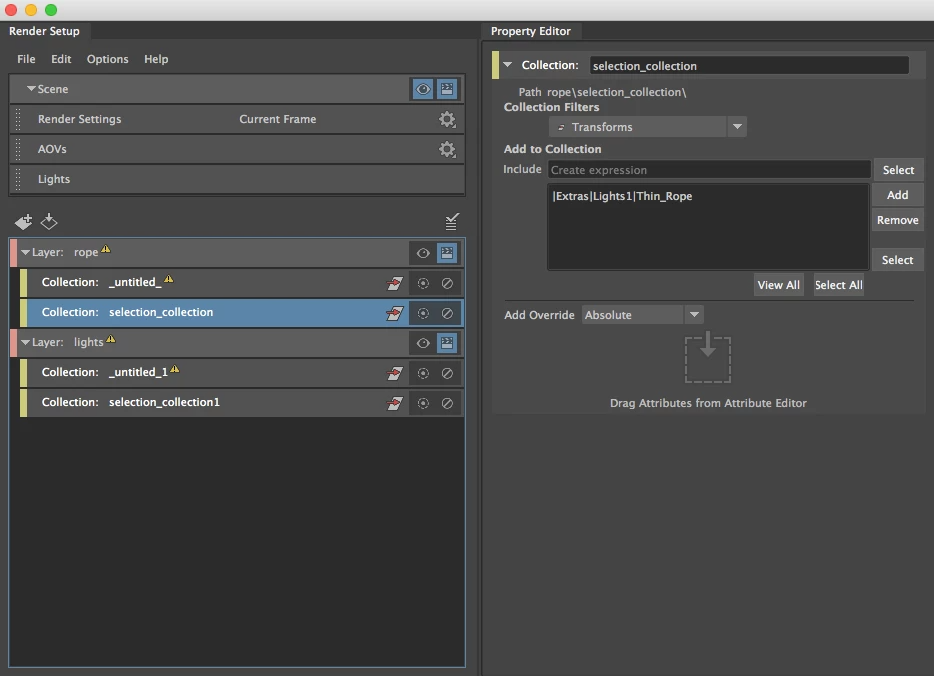 Render Setup
File Edit Options Help
Scene
Render Settings Current Frame
AOVs
Lights
Layer: rope
Collection: _untitled_
Collection: selection_collection
Layer: lights
Collection: _untitled_1
Collection: selection_collection1
Property Editor
Collection: selection_collection
Path rope\selection_collection\
Collection Filters
Transforms
Add to Collection
Include Create expression Select
|Extras|Lights1|Thin_Rope
Add
Remove
Select
View All Select All
Add Override Absolute
Drag Attributes from Attribute Editor